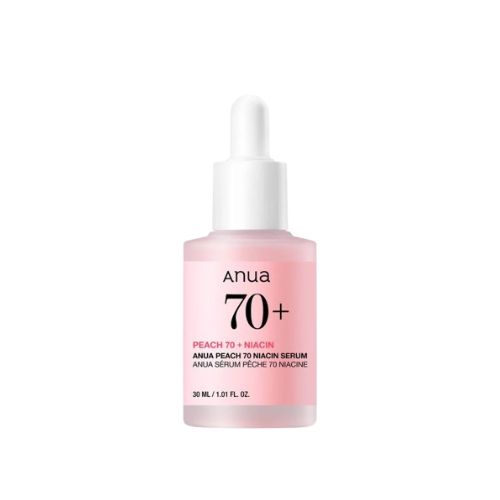 Anua
70+
PEACH 70 + NIACIN
ANUA PEACH 70 NIACIN SERUM
ANUA SÉRUM PÊCHE 70 NIACINE
30 ML / 1.01 FL. OZ.